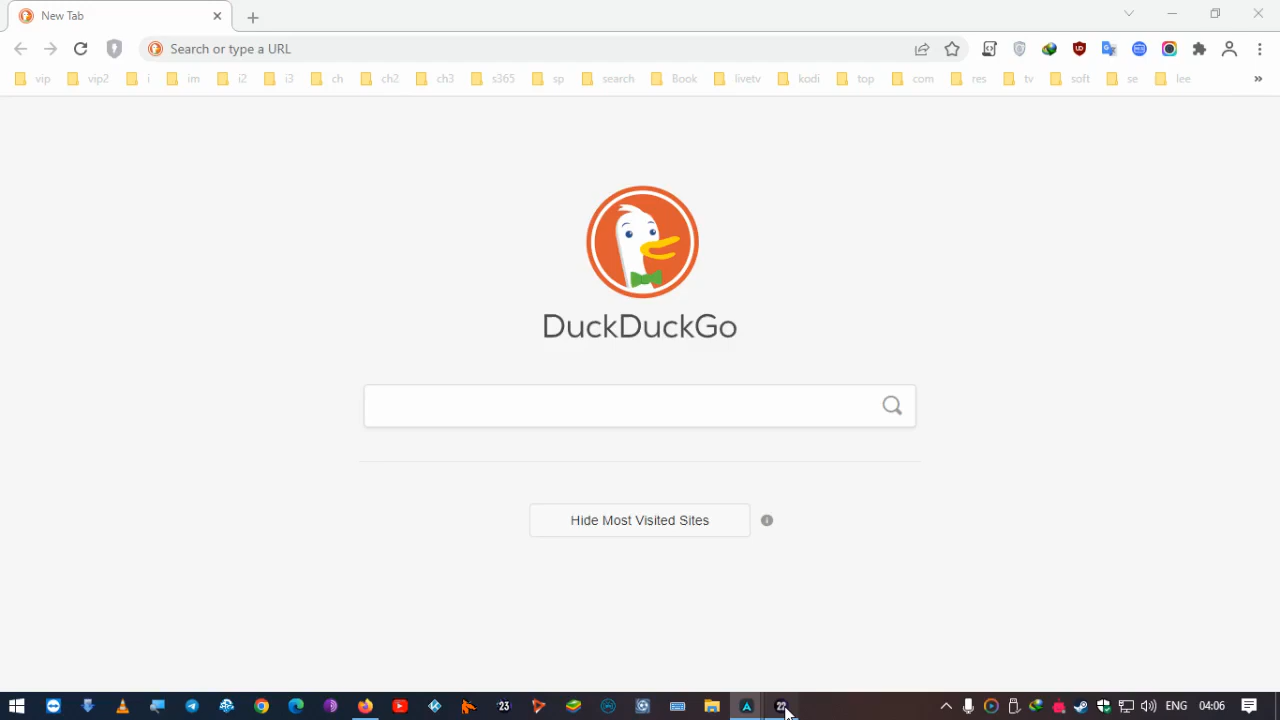 New Tab
Search or type a URL
vip vip2 i im i2 i3 ch ch2 ch3 s365 sp search Book livetv kodi top com res tv soft se lee »
DuckDuckGo
Hide Most Visited Sites
23 22 ENG 04:06